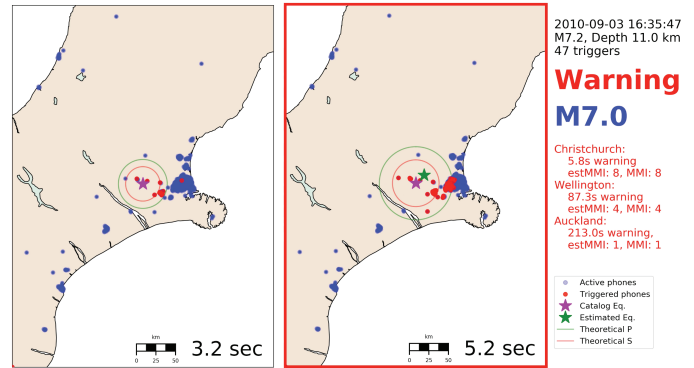 km
0 25 50
3.2 sec
km
0 25 50
5.2 sec
2010-09-03 16:35:47
M7.2, Depth 11.0 km
47 triggers
Warning
M7.0
Christchurch:
5.8s warning
estMMI: 8, MMI: 8
Wellington:
87.3s warning
estMMI: 4, MMI: 4
Auckland:
213.0s warning,
estMMI: 1, MMI: 1
Active phones
Triggered phones
Catalog Eq.
Estimated Eq.
Theoretical P
Theoretical S